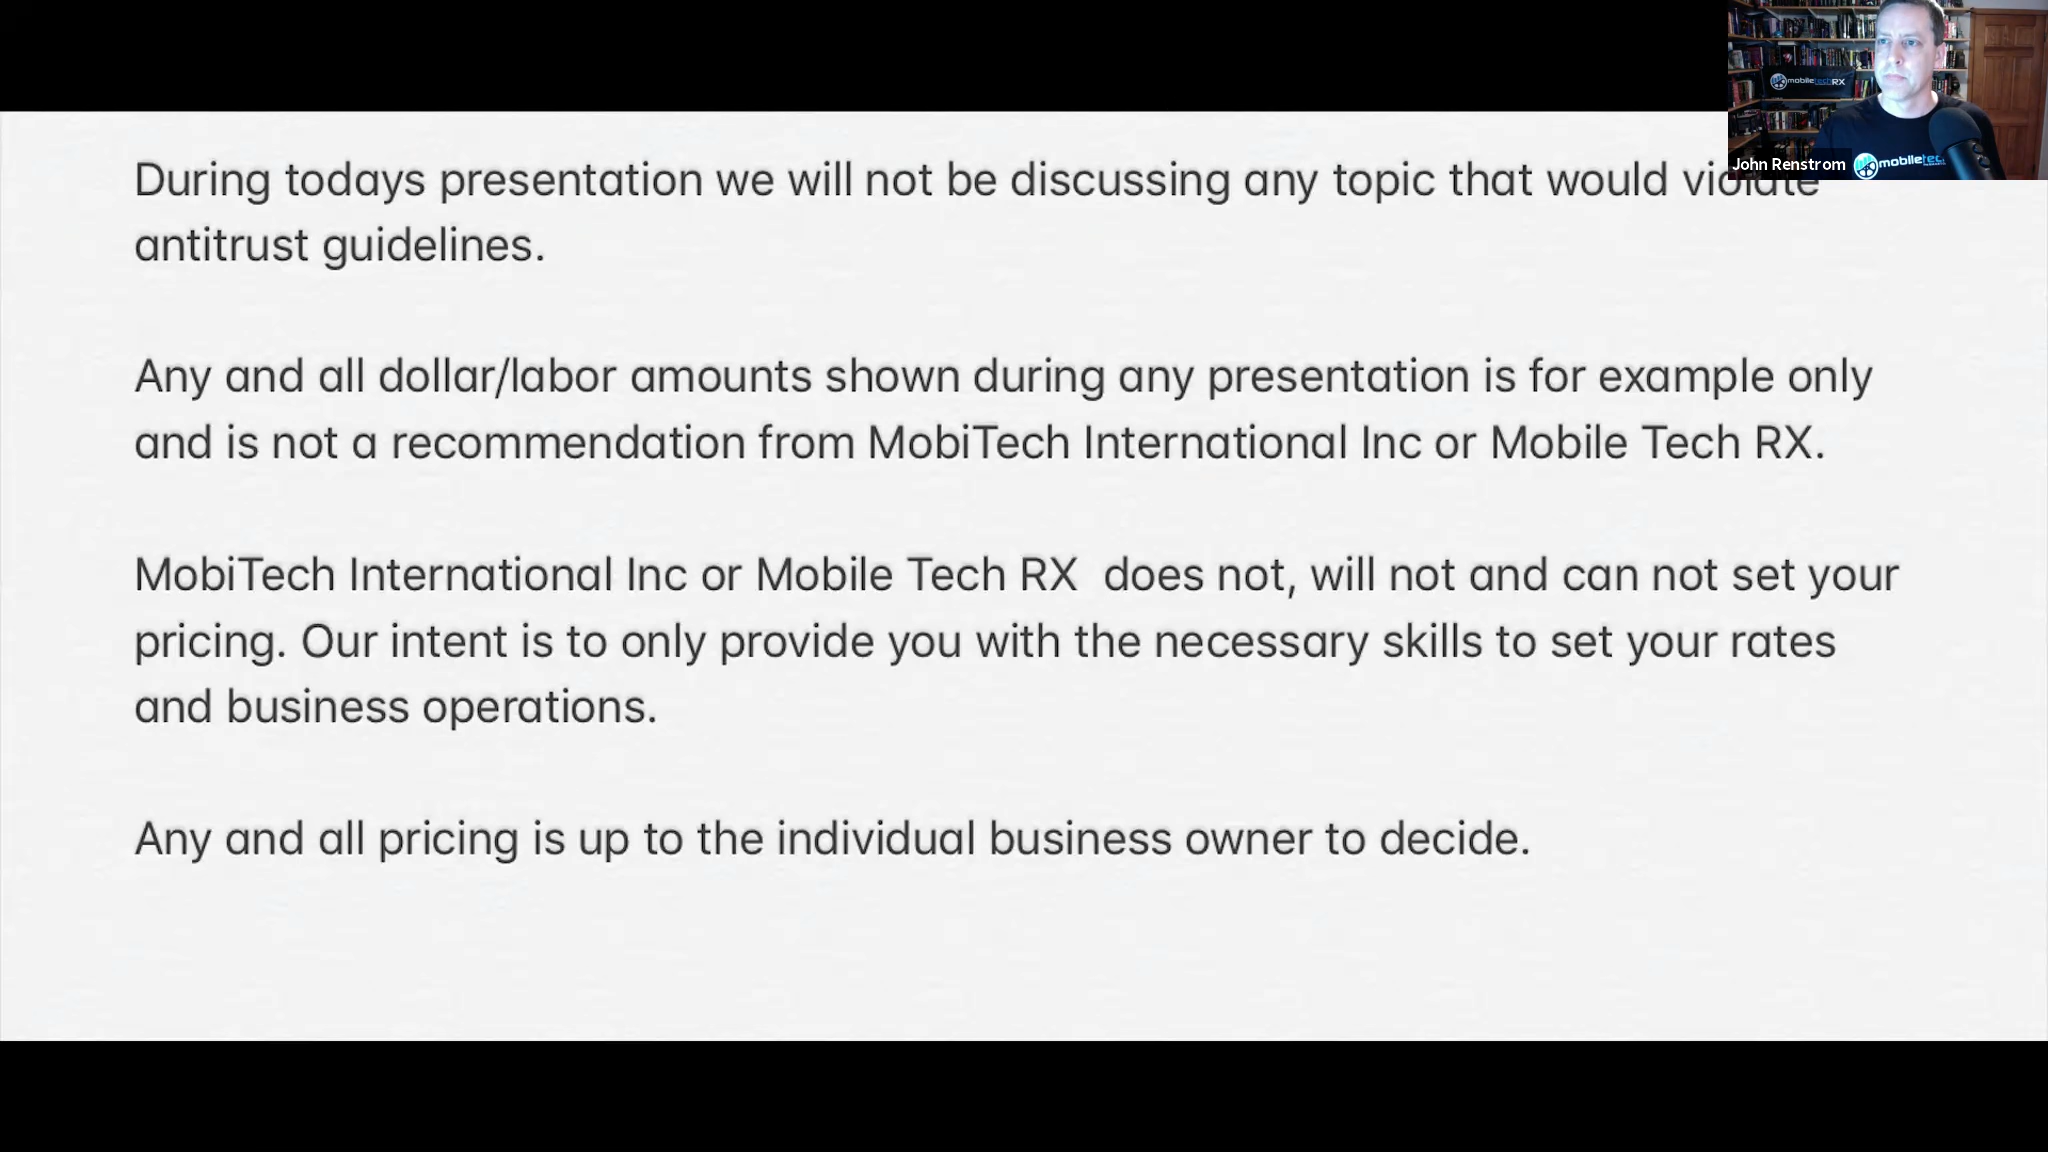 During todays presentation we will not be discussing any topic that would violate
antitrust guidelines.
Any and all dollar/labor amounts shown during any presentation is for example only
and is not a recommendation from MobiTech International Inc or Mobile Tech RX.
MobiTech International Inc or Mobile Tech RX does not, will not and can not set your
pricing. Our intent is to only provide you with the necessary skills to set your rates
and business operations.
Any and all pricing is up to the individual business owner to decide.
mobiletechRX
John Renstrom
mobiletec